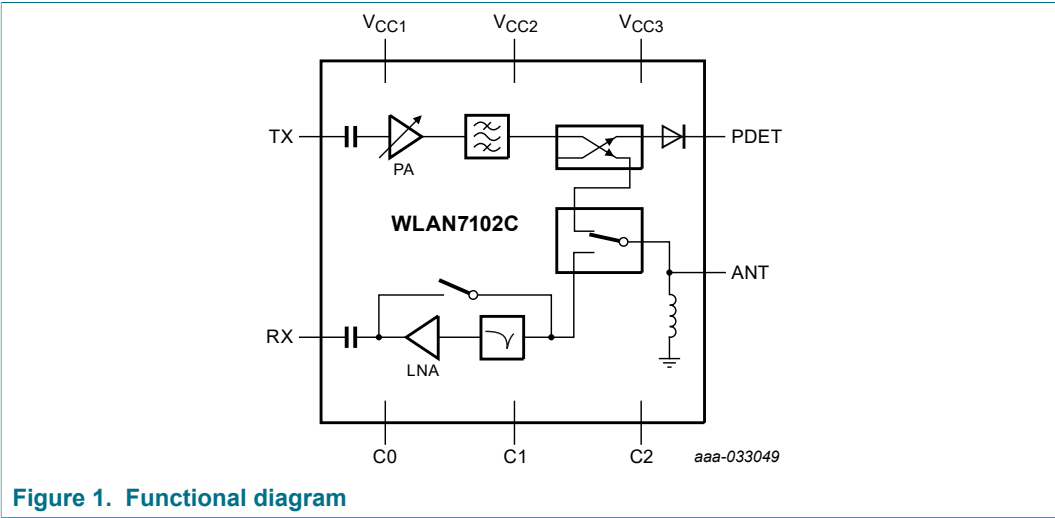 VCC1
VCC2
VCC3
TX
PDET
PA
WLAN7102C
ANT
RX
LNA
C0
C1
C2
aaa-033049
Figure 1. Functional diagram